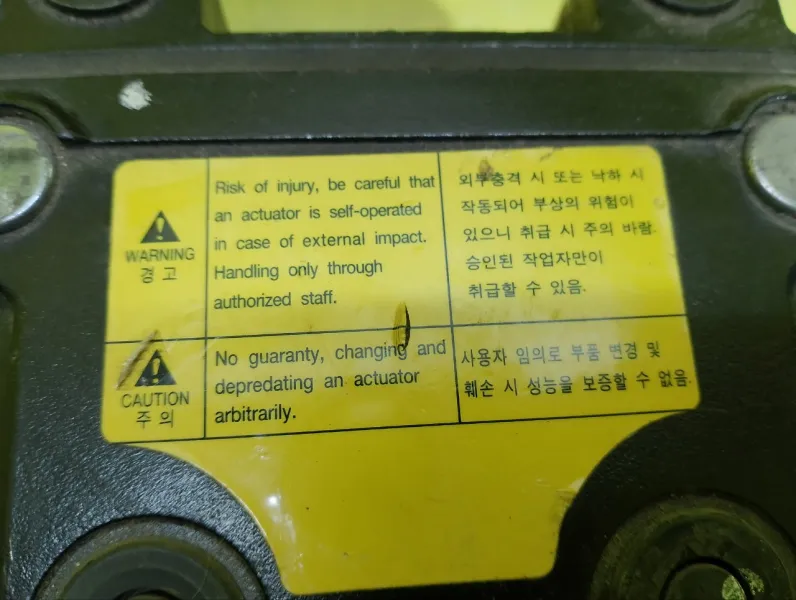 WARNING
경 고
Risk of injury, be careful that
an actuator is self-operated
in case of external impact.
Handling only through
authorized staff.
외부충격 시 또는 낙하 시
작동되어 부상의 위험이
있으니 취급 시 주의 바람.
승인된 작업자만이
취급할 수 있음.
CAUTION
주 의
No guaranty, changing and
depredating an actuator
arbitrarily.
사용자 임의로 부품 변경 및
훼손 시 성능을 보증할 수 없음.